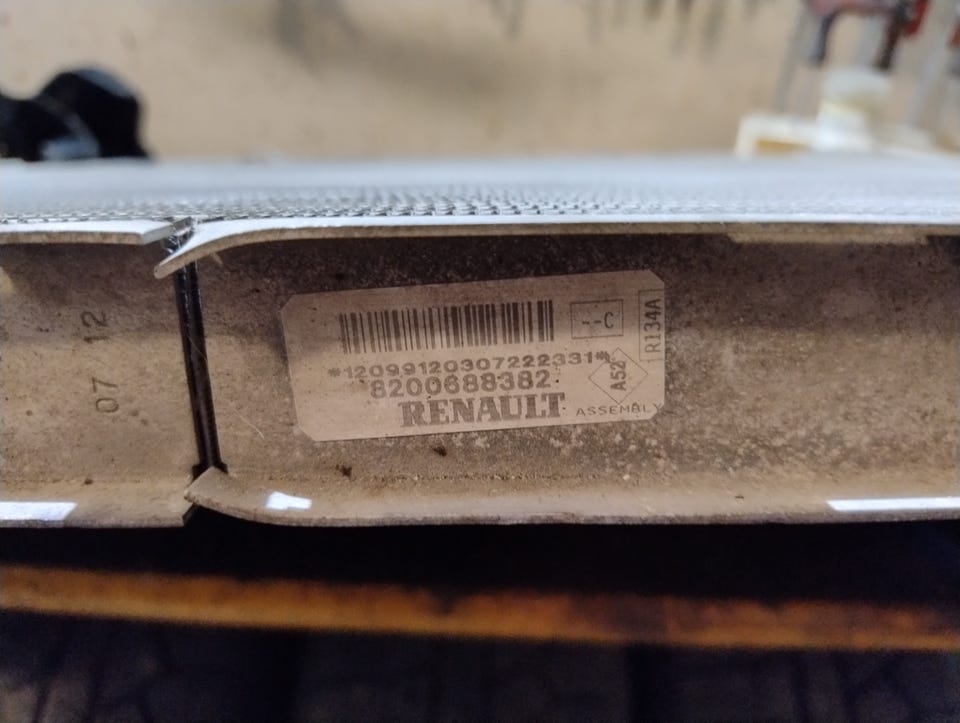 07 12
--C
R134A
*12099120307222331*
8200688382
A52
RENAULT
ASSEMBLY